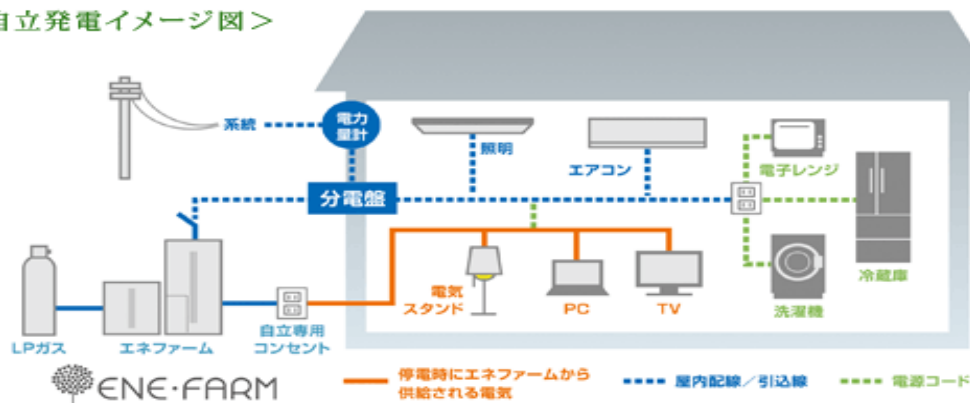 自立発電イメージ図>
系統
電力
量計
照明
エアコン
電子レンジ
分電盤
冷蔵庫
電気
スタンド
PC
TV
洗濯機
LPガス
エネファーム
自立専用
コンセント
ENE・FARM
停電時にエネファームから
供給される電気
屋内配線/引込線
電源コード